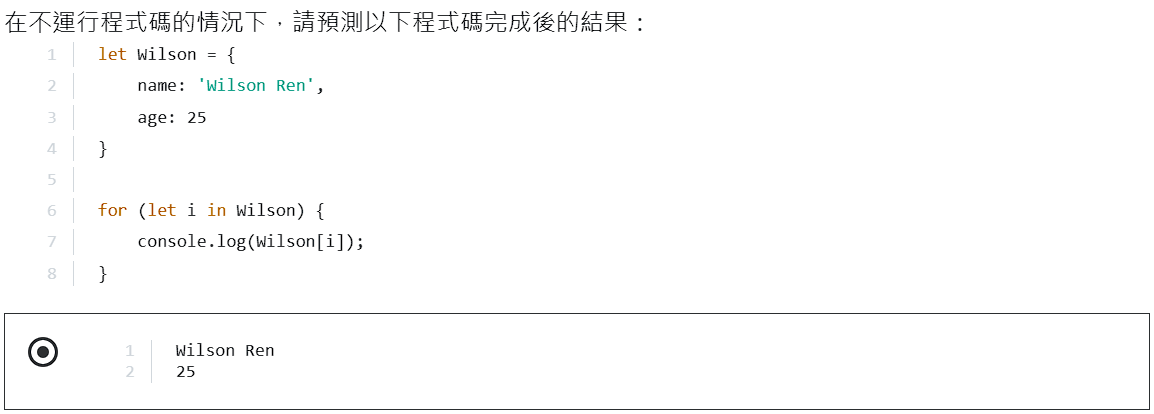 在不運行程式碼的情況下，請預測以下程式碼完成後的結果：
1 let Wilson = {
2     name: 'Wilson Ren',
3     age: 25
4 }
5
6 for (let i in Wilson) {
7     console.log(Wilson[i]);
8 }
1 Wilson Ren
2 25